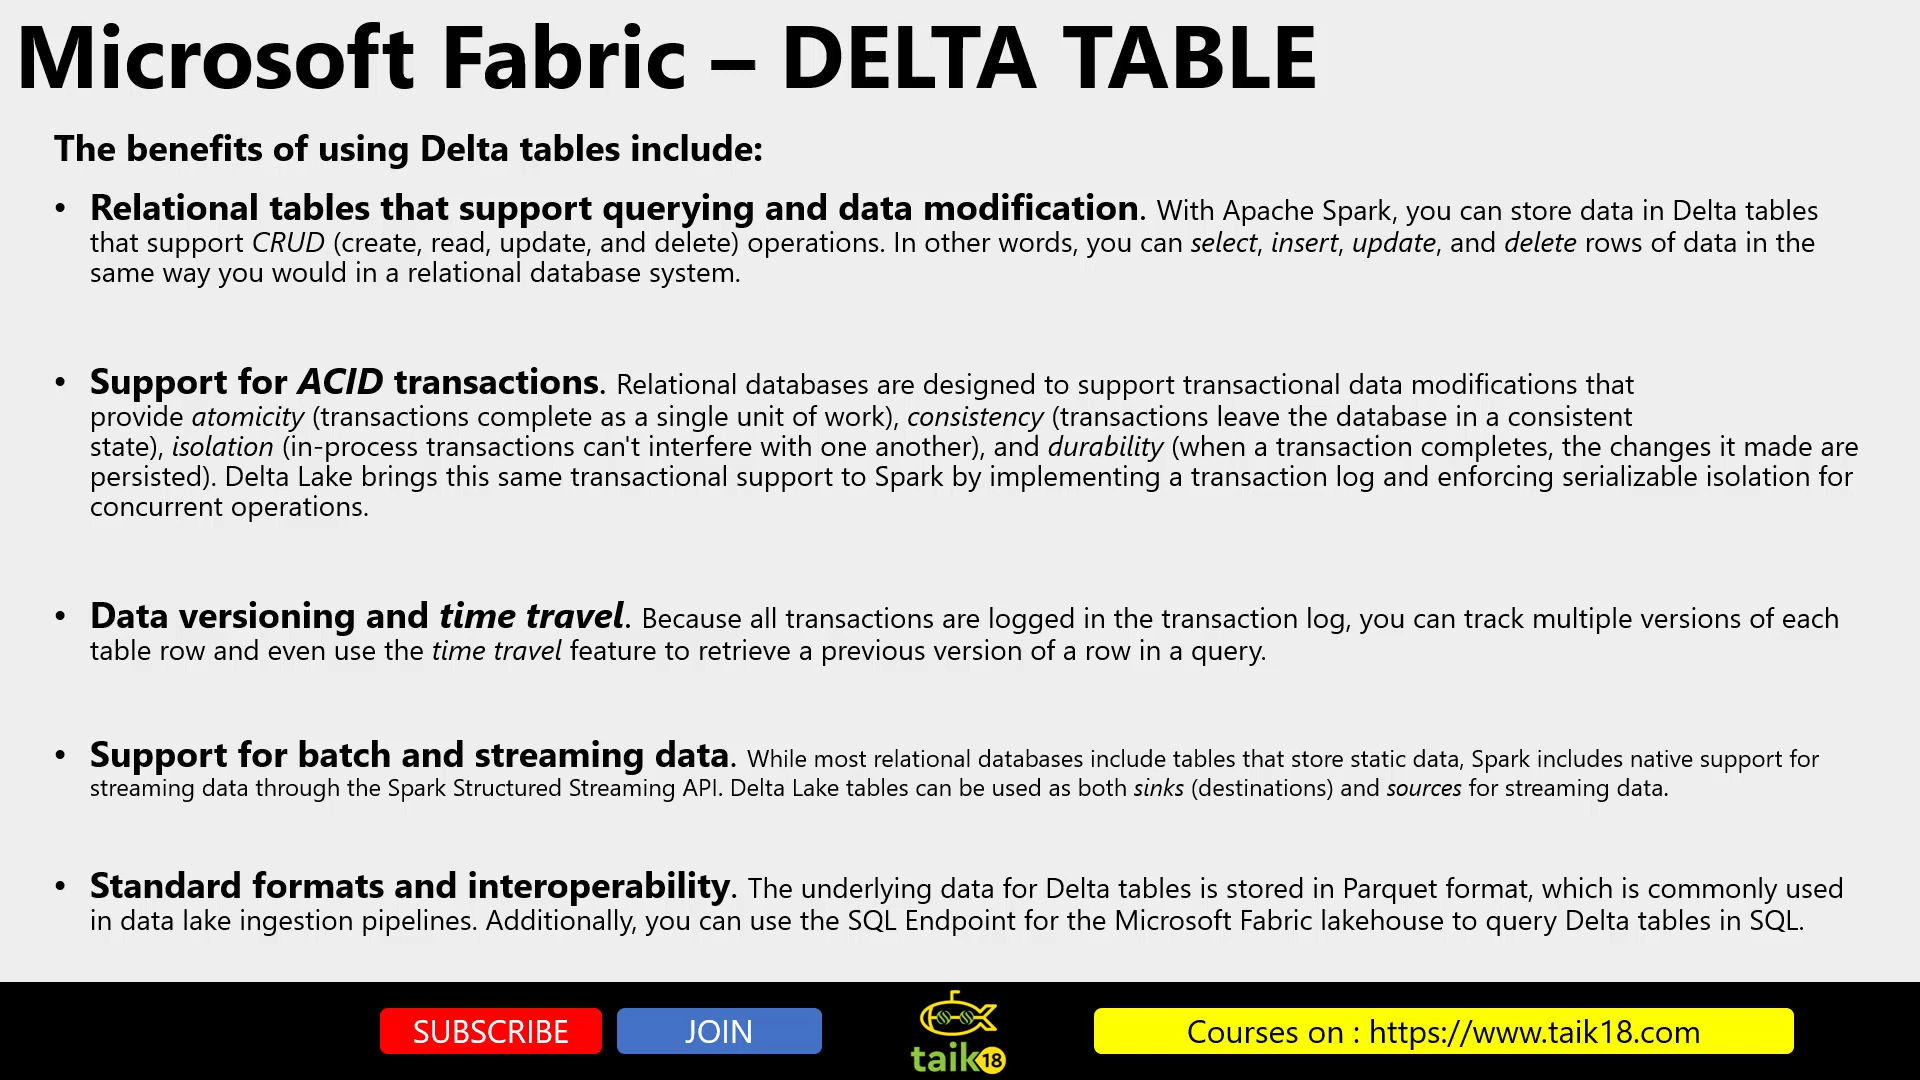 Microsoft Fabric – DELTA TABLE
The benefits of using Delta tables include:
• Relational tables that support querying and data modification. With Apache Spark, you can store data in Delta tables
that support CRUD (create, read, update, and delete) operations. In other words, you can select, insert, update, and delete rows of data in the
same way you would in a relational database system.
• Support for ACID transactions. Relational databases are designed to support transactional data modifications that
provide atomicity (transactions complete as a single unit of work), consistency (transactions leave the database in a consistent
state), isolation (in-process transactions can't interfere with one another), and durability (when a transaction completes, the changes it made are
persisted). Delta Lake brings this same transactional support to Spark by implementing a transaction log and enforcing serializable isolation for
concurrent operations.
• Data versioning and time travel. Because all transactions are logged in the transaction log, you can track multiple versions of each
table row and even use the time travel feature to retrieve a previous version of a row in a query.
• Support for batch and streaming data. While most relational databases include tables that store static data, Spark includes native support for
streaming data through the Spark Structured Streaming API. Delta Lake tables can be used as both sinks (destinations) and sources for streaming data.
• Standard formats and interoperability. The underlying data for Delta tables is stored in Parquet format, which is commonly used
in data lake ingestion pipelines. Additionally, you can use the SQL Endpoint for the Microsoft Fabric lakehouse to query Delta tables in SQL.
SUBSCRIBE
JOIN
taik18
Courses on : https://www.taik18.com